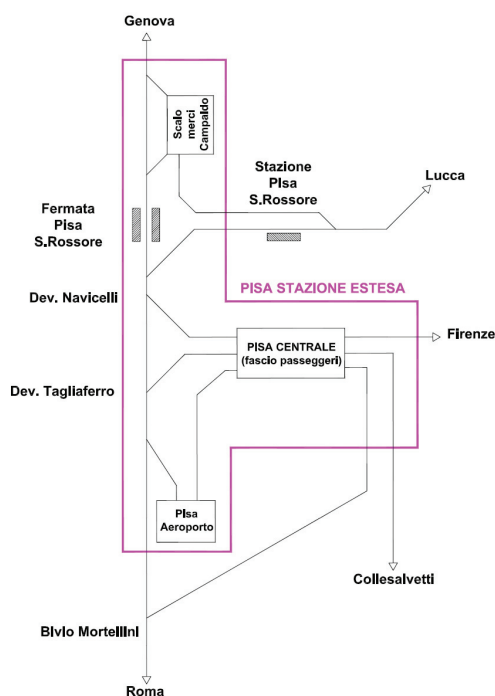 Genova
Scalo
merci
Campaldo
Stazione
PIsa
S.Rossore
Lucca
Fermata
PIsa
S.Rossore
PISA STAZIONE ESTESA
Dev. Navicelli
Firenze
PISA CENTRALE
(fascio passeggeri)
Dev. Tagliaferro
PIsa
Aeroporto
Collesalvetti
BIvIo MortellInI
Roma